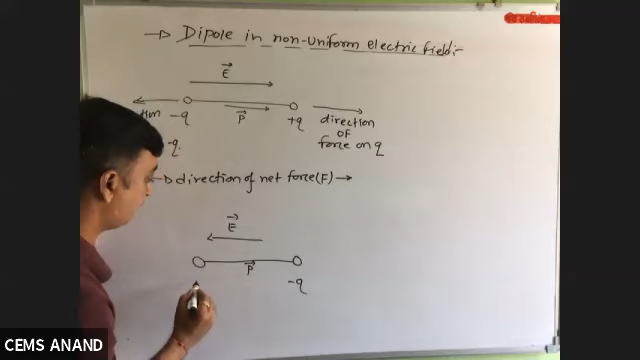 → Dipole in non-uniform electric field:-
E
-q
P
+q
direction
OF
force on q
-q
→ direction of net force (F) →
E
P
-q
CEMS ANAND